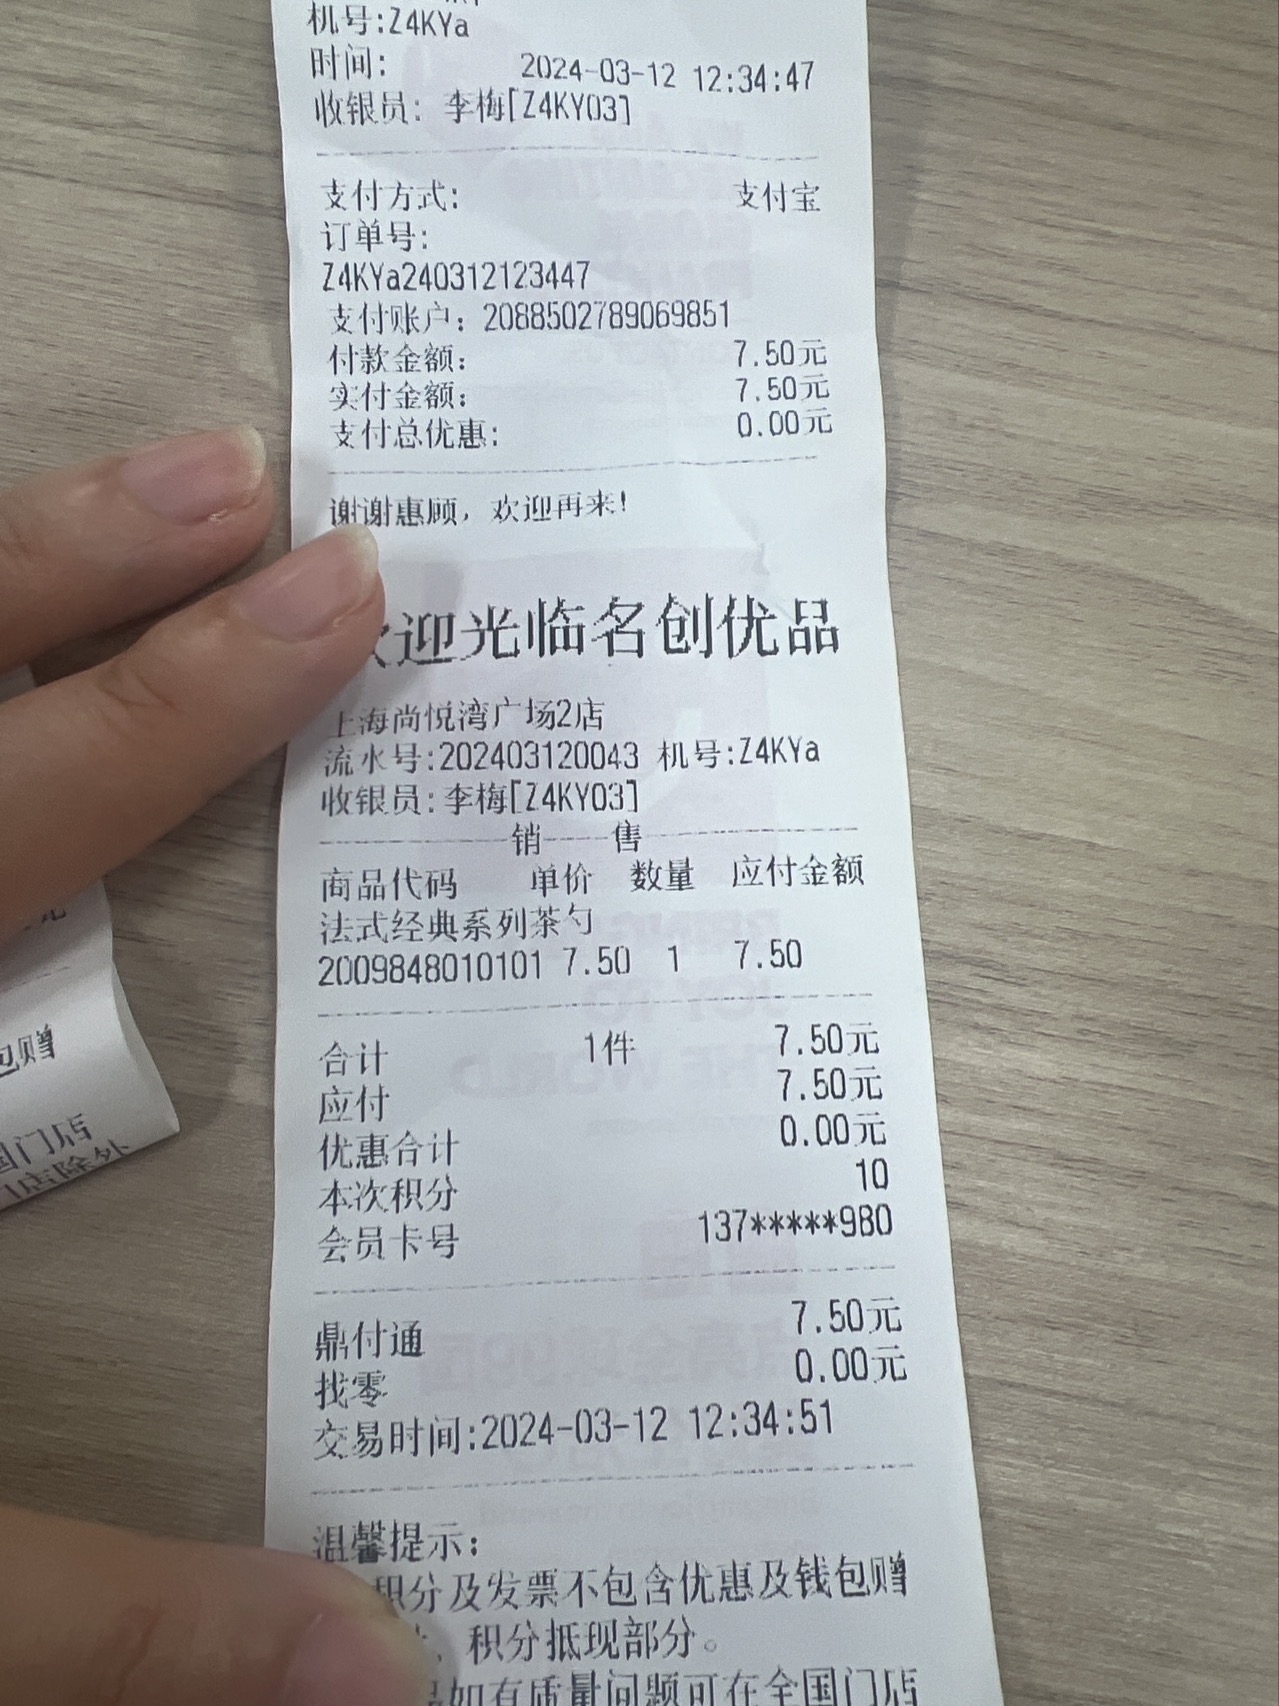 机号:Z4KYa
时间: 2024-03-12 12:34:47
收银员: 李梅[Z4KY03]
支付方式: 支付宝
订单号:
Z4KYa240312123447
支付账户: 2088502789069851
付款金额: 7.50元
实付金额: 7.50元
支付总优惠: 0.00元
谢谢惠顾, 欢迎再来!
迎光临名创优品
上海尚悦湾广场2店
流水号:202403120043 机号:Z4KYa
收银员:李梅[Z4KY03]
销 售
商品代码 单价 数量 应付金额
法式经典系列茶勺
2009848010101 7.50 1 7.50
合计 1件 7.50元
应付 7.50元
优惠合计 0.00元
本次积分 10
会员卡号 137*****980
鼎付通 7.50元
找零 0.00元
交易时间:2024-03-12 12:34:51
温馨提示:
积分及发票不包含优惠及钱包赠
、积分抵现部分。
如有质量问题可在全国门店
包赠
国门店
店除外